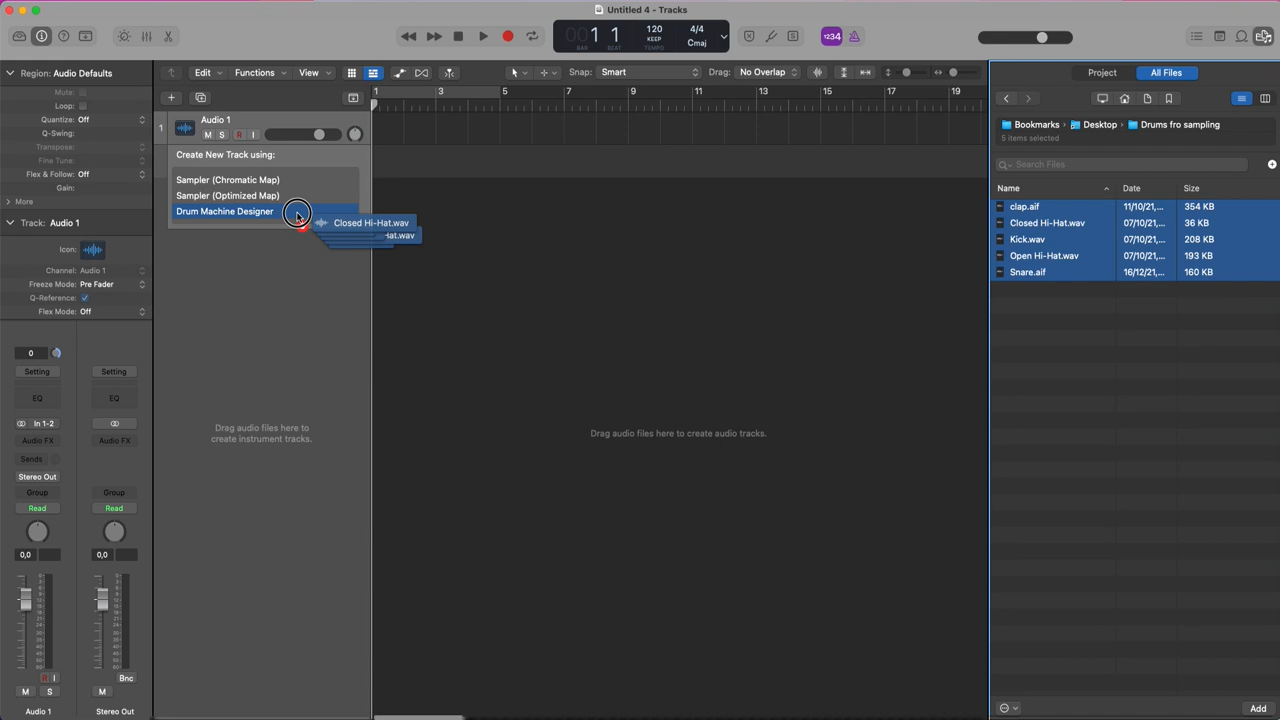 Untitled 4 - Tracks
001 1
BAR BEAT
120
KEEP
TEMPO
4/4
Cmaj
1234
Region: Audio Defaults
Mute:
Loop:
Quantize: Off
Q-Swing:
Transpose:
Fine Tune:
Flex & Follow: Off
Gain:
More
Track: Audio 1
Icon:
Channel: Audio 1
Freeze Mode: Pre Fader
Q-Reference:
Flex Mode: Off
0
Setting
Setting
EQ
EQ
In 1-2
Audio FX
Audio FX
Sends
Stereo Out
Group
Group
Read
Read
0,0
0,0
R I
Bnc
M S
M
Audio 1
Stereo Out
Edit Functions View
Snap: Smart
Drag: No Overlap
1 3 5 7 9 11 13 15 17 19
1
Audio 1
M S R I
Create New Track using:
Sampler (Chromatic Map)
Sampler (Optimized Map)
Drum Machine Designer
Closed Hi-Hat.wav
Hat.wav
Drag audio files here to
create instrument tracks.
Drag audio files here to create audio tracks.
Project All Files
Bookmarks Desktop Drums fro sampling
5 items selected
Search Files
Name Date Size
clap.aif 11/10/21,... 354 KB
Closed Hi-Hat.wav 07/10/21,... 36 KB
Kick.wav 07/10/21,... 208 KB
Open Hi-Hat.wav 07/10/21,... 193 KB
Snare.aif 16/12/21,... 160 KB
Add